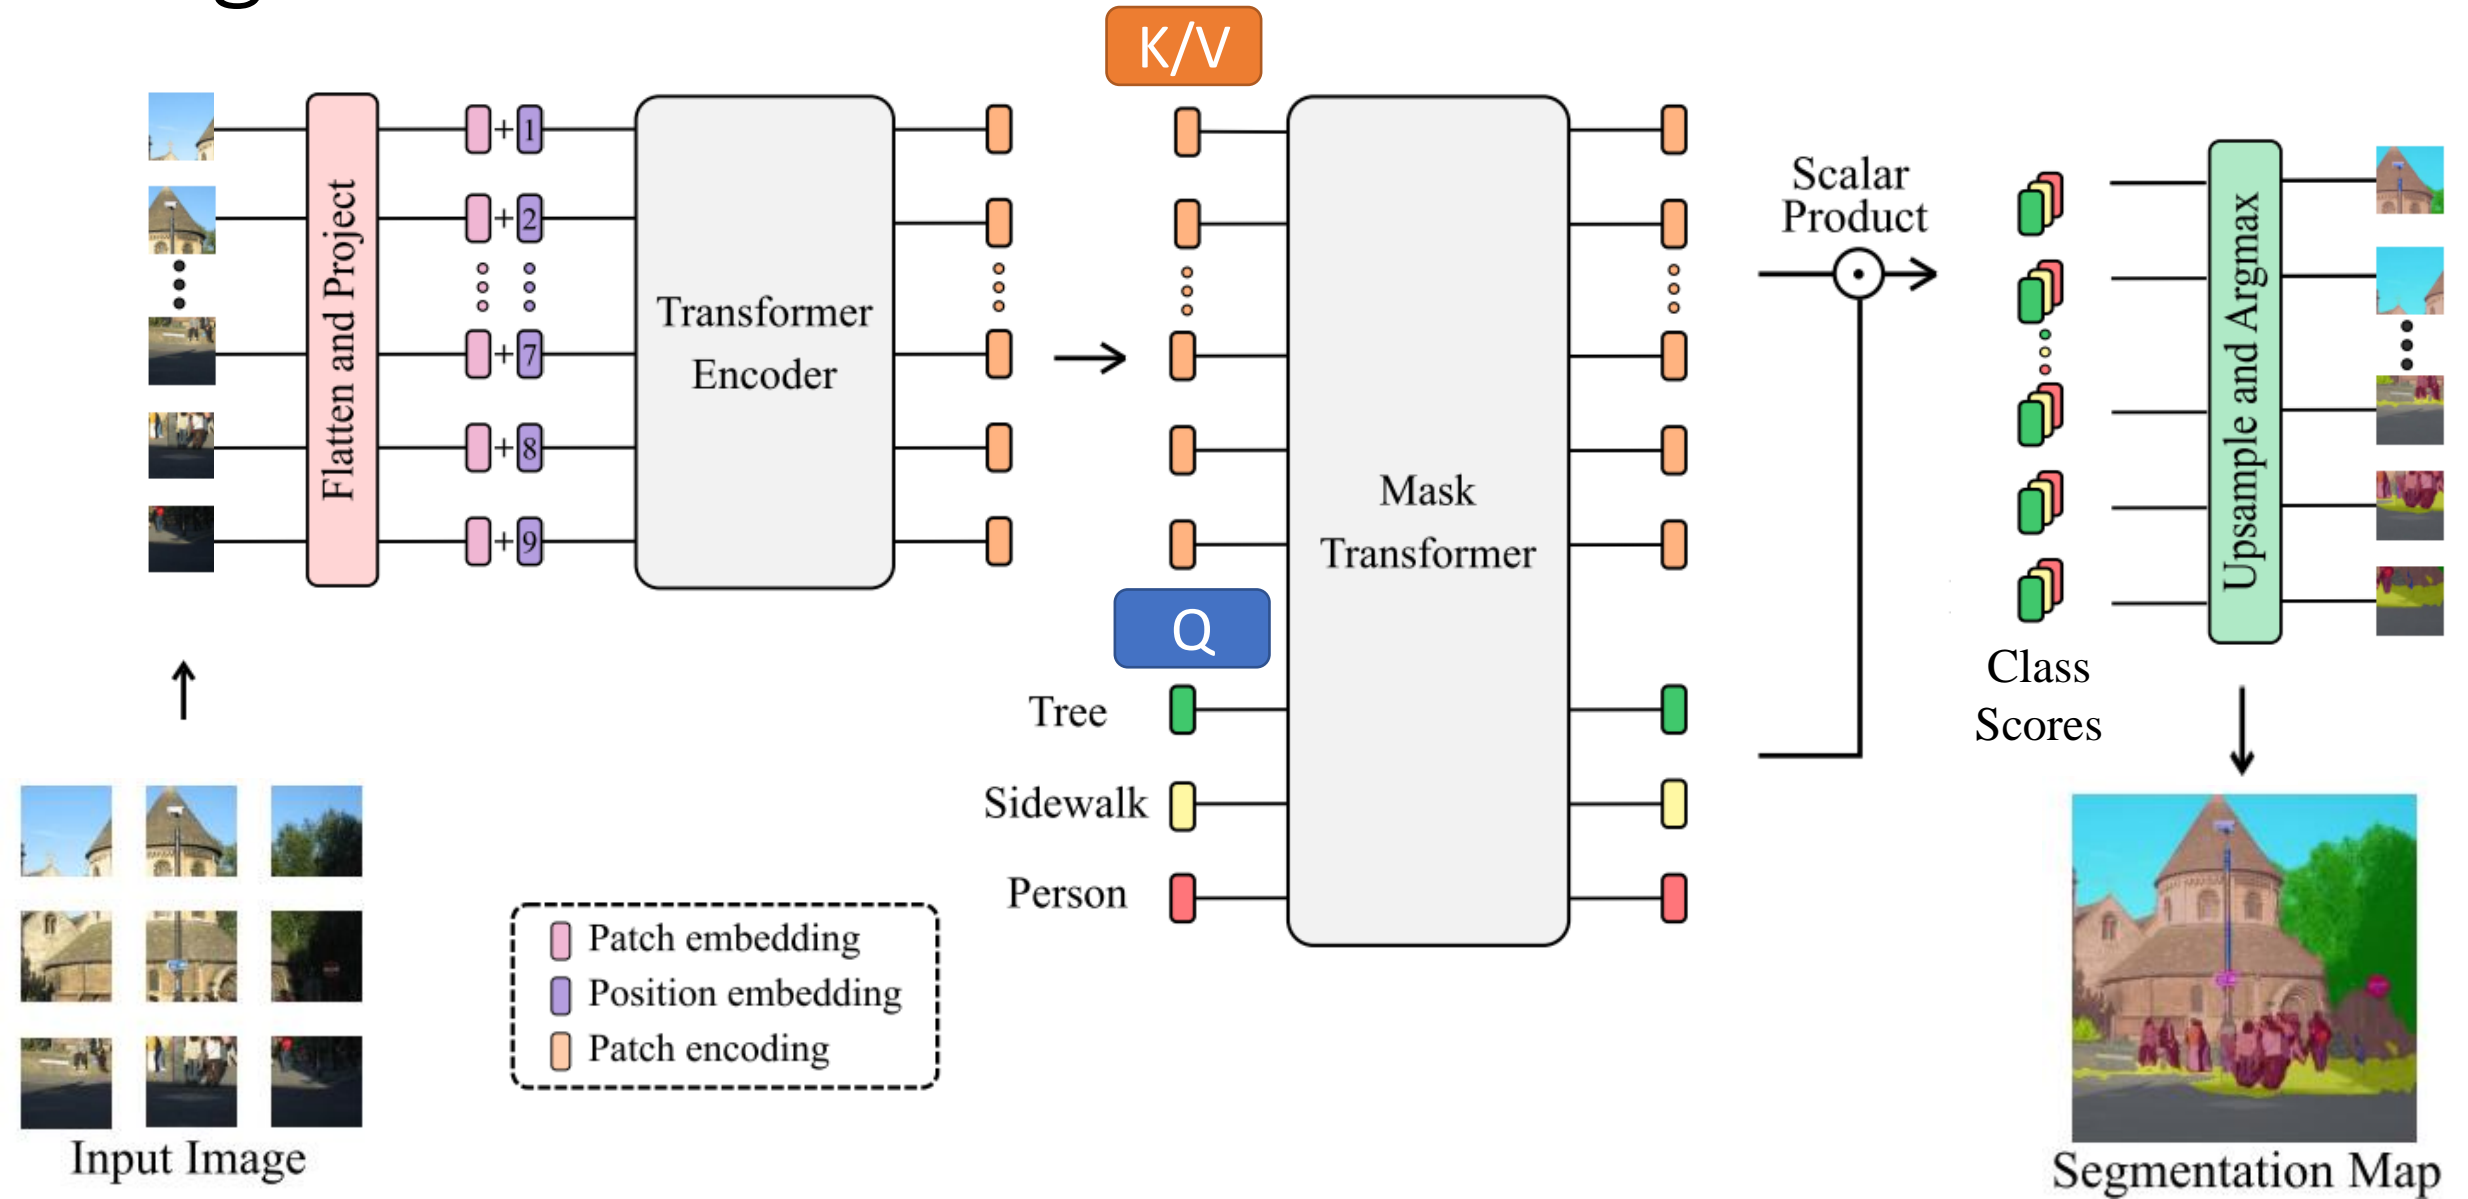 K/V
Flatten and Project
+1
+2
+7
+8
+9
Transformer
Encoder
Q
Mask
Transformer
Tree
Sidewalk
Person
Scalar
Product
Class
Scores
Upsample and Argmax
Patch embedding
Position embedding
Patch encoding
Input Image
Segmentation Map